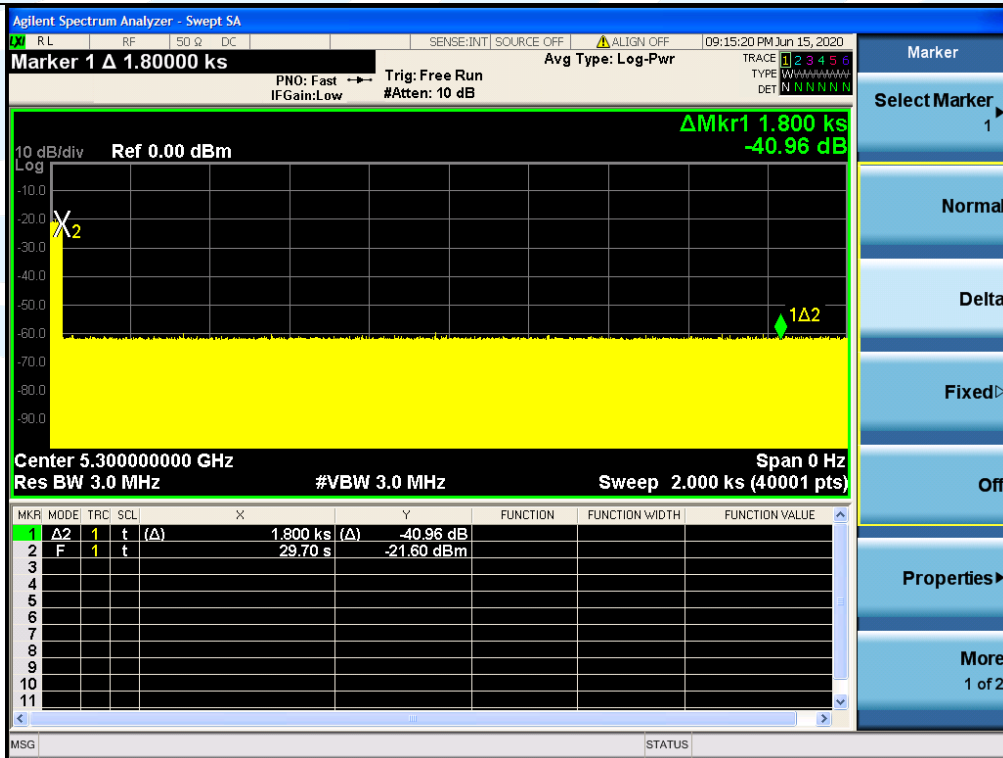 Agilent Spectrum Analyzer - Swept SA
LXI RL RF 50 Ω DC SENSE:INT SOURCE OFF ALIGN OFF 09:15:20 PM Jun 15, 2020
Marker 1 Δ 1.80000 ks
PNO: Fast
IFGain:Low
Trig: Free Run
#Atten: 10 dB
Avg Type: Log-Pwr
TRACE 1 2 3 4 5 6
TYPE WWWWWW
DET N N N N N N
ΔMkr1 1.800 ks
-40.96 dB
10 dB/div Ref 0.00 dBm
Log
-10.0
-20.0
-30.0
-40.0
-50.0
-60.0
-70.0
-80.0
-90.0
X2
1Δ2
Center 5.300000000 GHz Span 0 Hz
Res BW 3.0 MHz #VBW 3.0 MHz Sweep 2.000 ks (40001 pts)
MKR MODE TRC SCL X Y FUNCTION FUNCTION WIDTH FUNCTION VALUE
1 Δ2 1 t (Δ) 1.800 ks (Δ) -40.96 dB
2 F 1 t 29.70 s -21.60 dBm
3
4
5
6
7
8
9
10
11
MSG STATUS
Marker
Select Marker
1
Normal
Delta
Fixed
Off
Properties
More
1 of 2